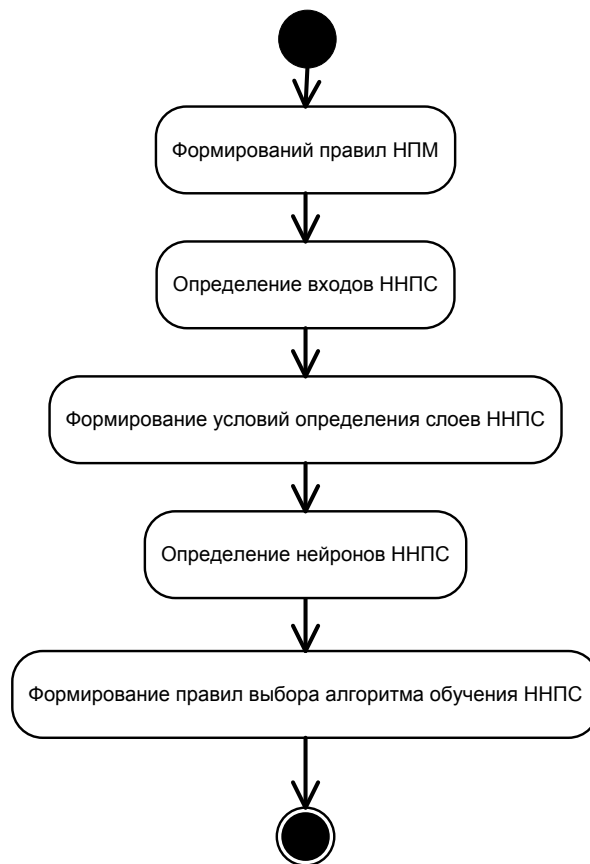 Формирований правил НПМ
Определение входов ННПС
Формирование условий определения слоев ННПС
Определение нейронов ННПС
Формирование правил выбора алгоритма обучения ННПС